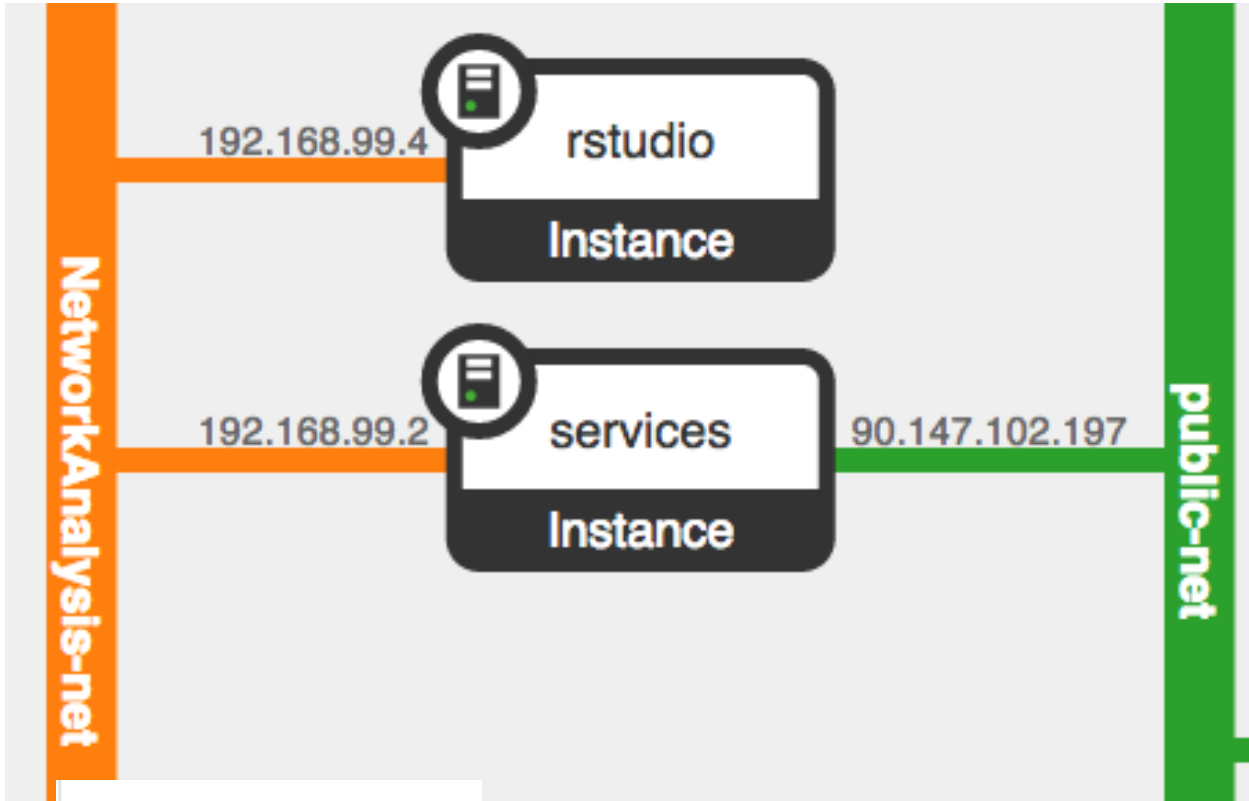 192.168.99.4
rstudio
Instance
NetworkAnalysis-net
192.168.99.2
services
90.147.102.197
Instance
public-net